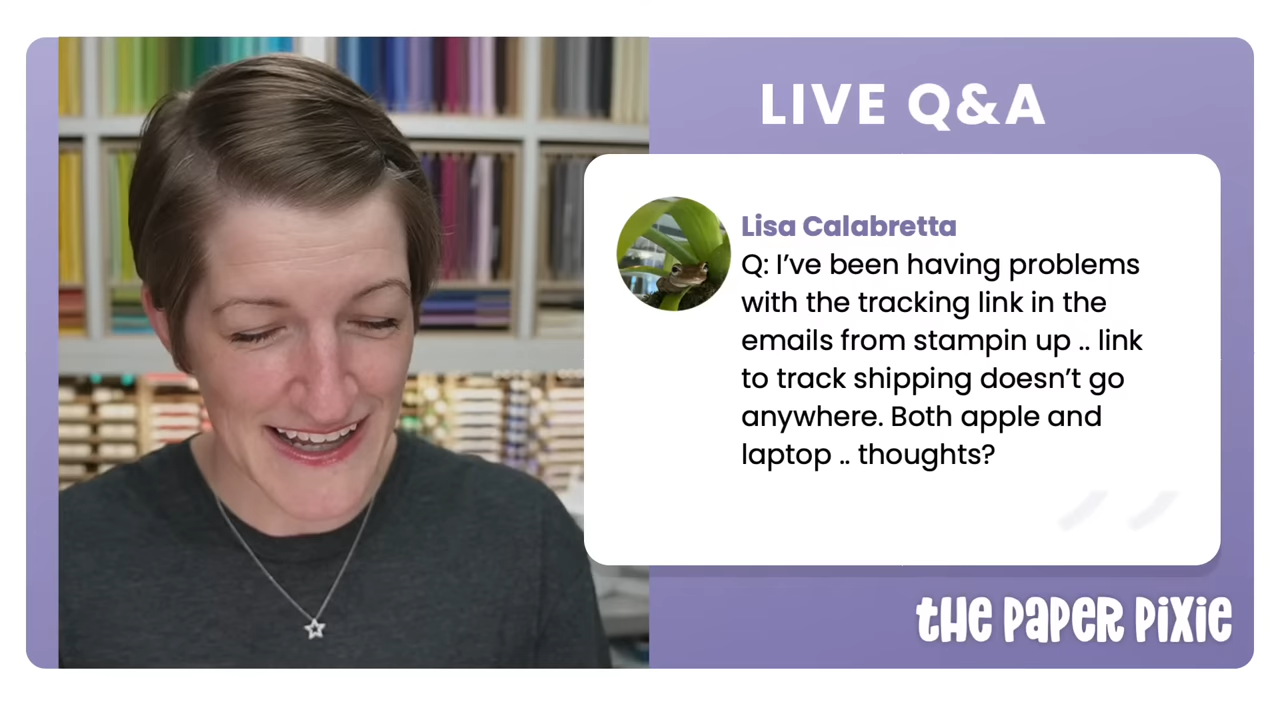 LIVE Q&A
Lisa Calabretta
Q: I’ve been having problems
with the tracking link in the
emails from stampin up .. link
to track shipping doesn’t go
anywhere. Both apple and
laptop .. thoughts?
the PAPER PiXiE